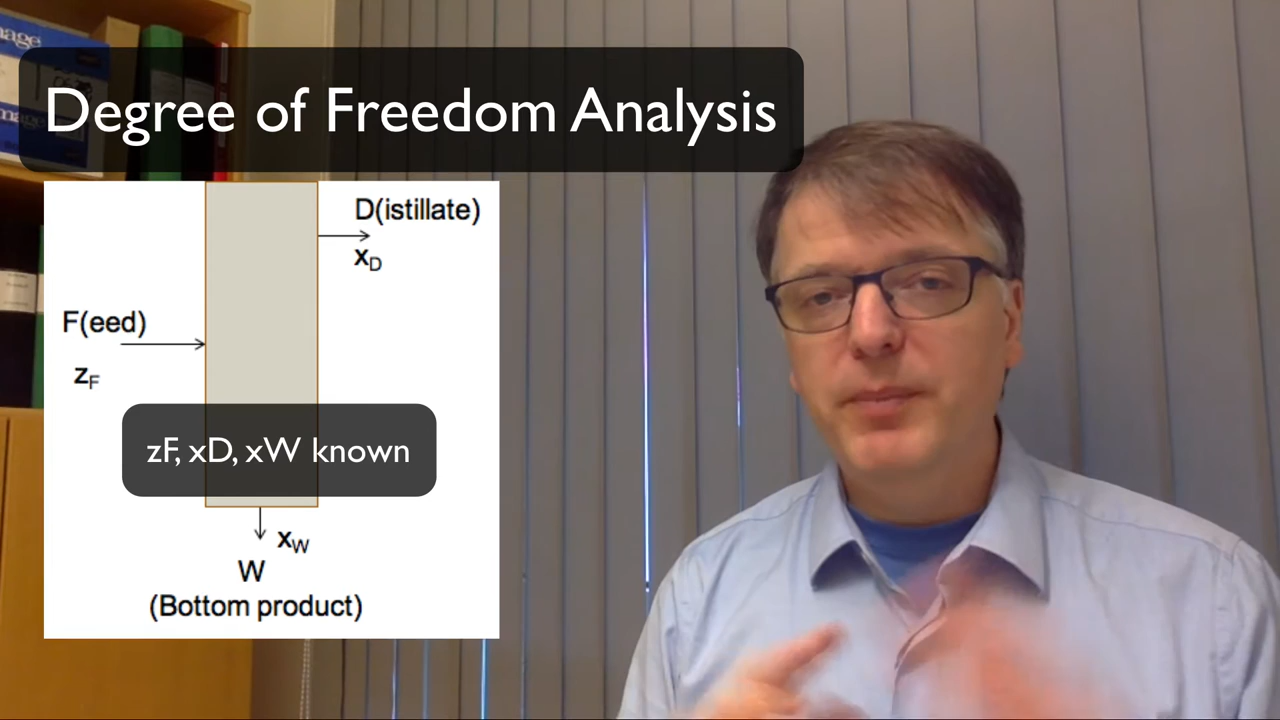 Degree of Freedom Analysis
D(istillate)
xD
F(eed)
zF
zF, xD, xW known
xW
W
(Bottom product)